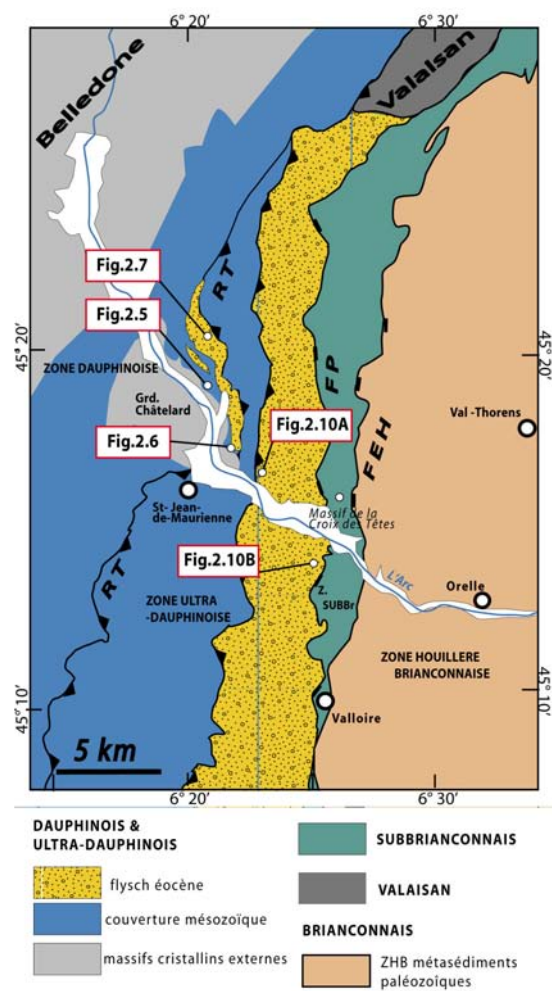 6° 20'
6° 30'
Belledone
Valaisan
Fig.2.7
RT
Fig.2.5
45° 20'
45° 20'
ZONE DAUPHINOISE
FP
Grd.
Châtelard
Val -Thorens
Fig.2.10A
FEH
Fig.2.6
St- Jean-
de-Maurienne
Massif de la
Croix des Têtes
RT
Fig.2.10B
L'Arc
Orelle
ZONE ULTRA
-DAUPHINOISE
Z.
SUBBr
ZONE HOUILLERE
BRIANCONNAISE
45° 10'
45° 10'
Valloire
5 km
6° 20'
6° 30'
DAUPHINOIS &
ULTRA-DAUPHINOIS
flysch éocène
couverture mésozoïque
massifs cristallins externes
SUBBRIANCONNAIS
VALAISAN
BRIANCONNAIS
ZHB métasédiments
paléozoîques